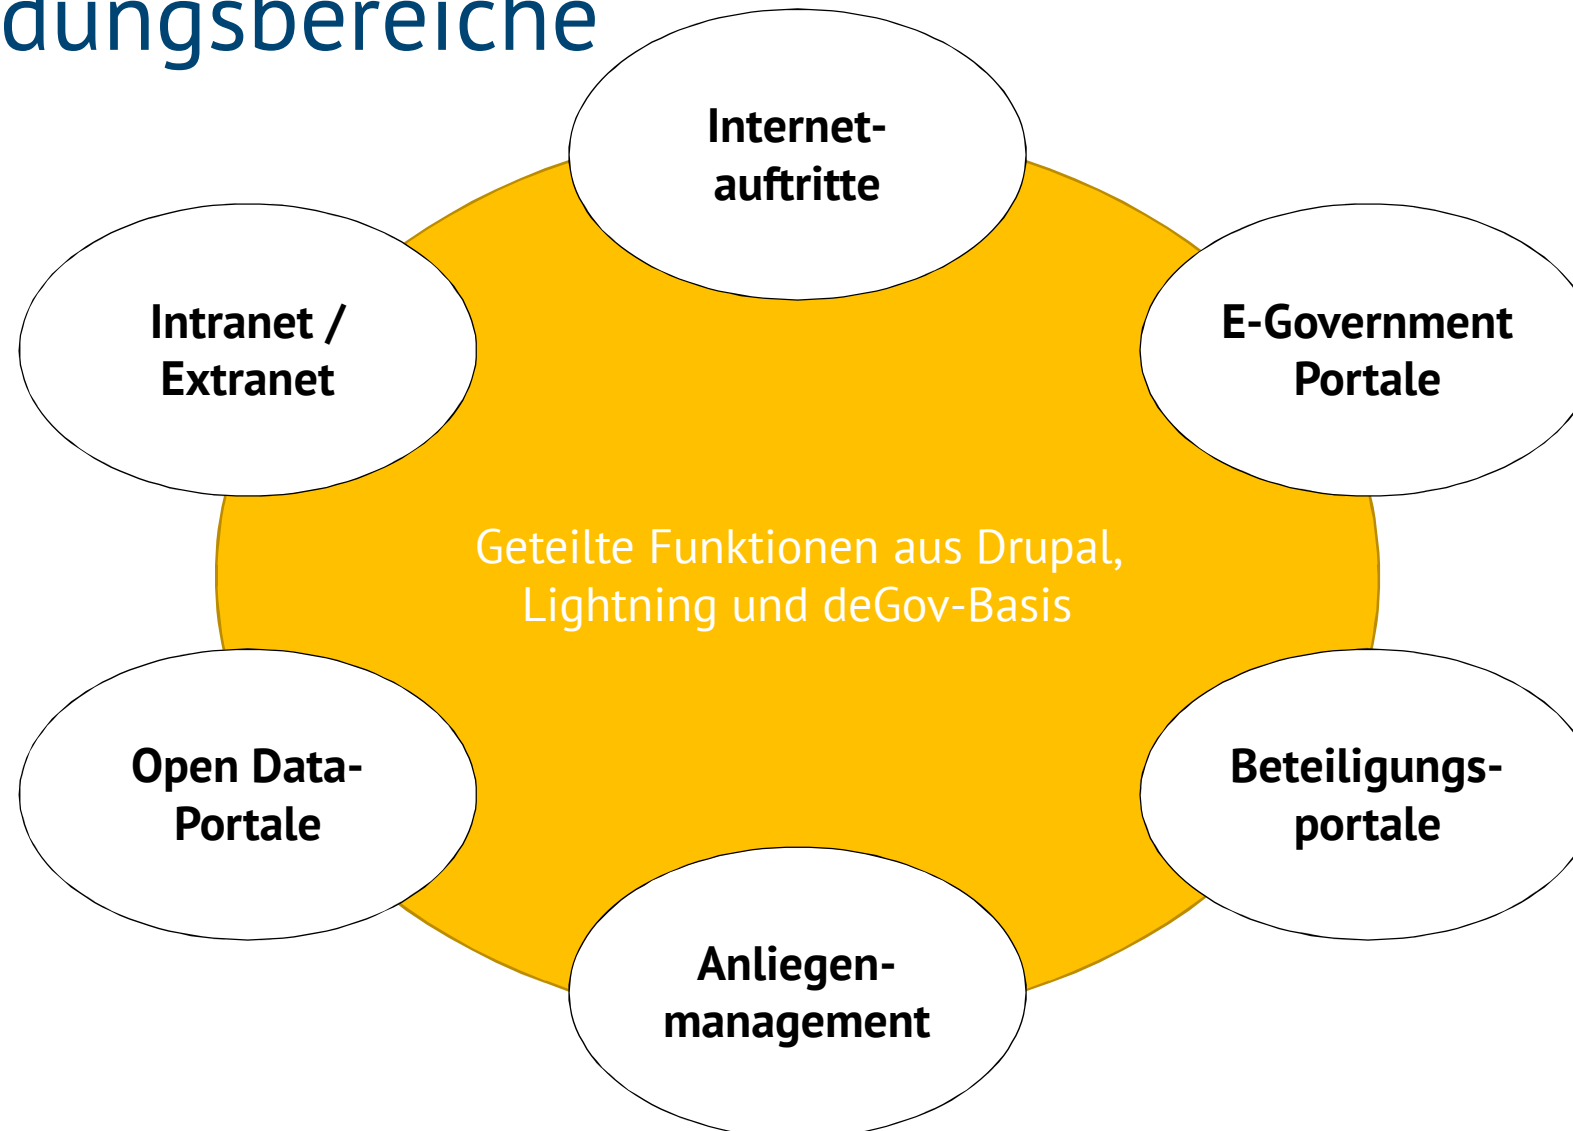 dungsbereiche
Internet-
auftritte
Intranet /
Extranet
E-Government
Portale
Geteilte Funktionen aus Drupal,
Lightning und deGov-Basis
Open Data-
Portale
Beteiligungs-
portale
Anliegen-
management